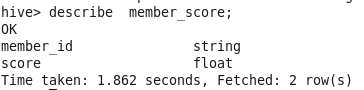 hive> describe  member_score;
OK
member_id               string
score                   float
Time taken: 1.862 seconds, Fetched: 2 row(s)